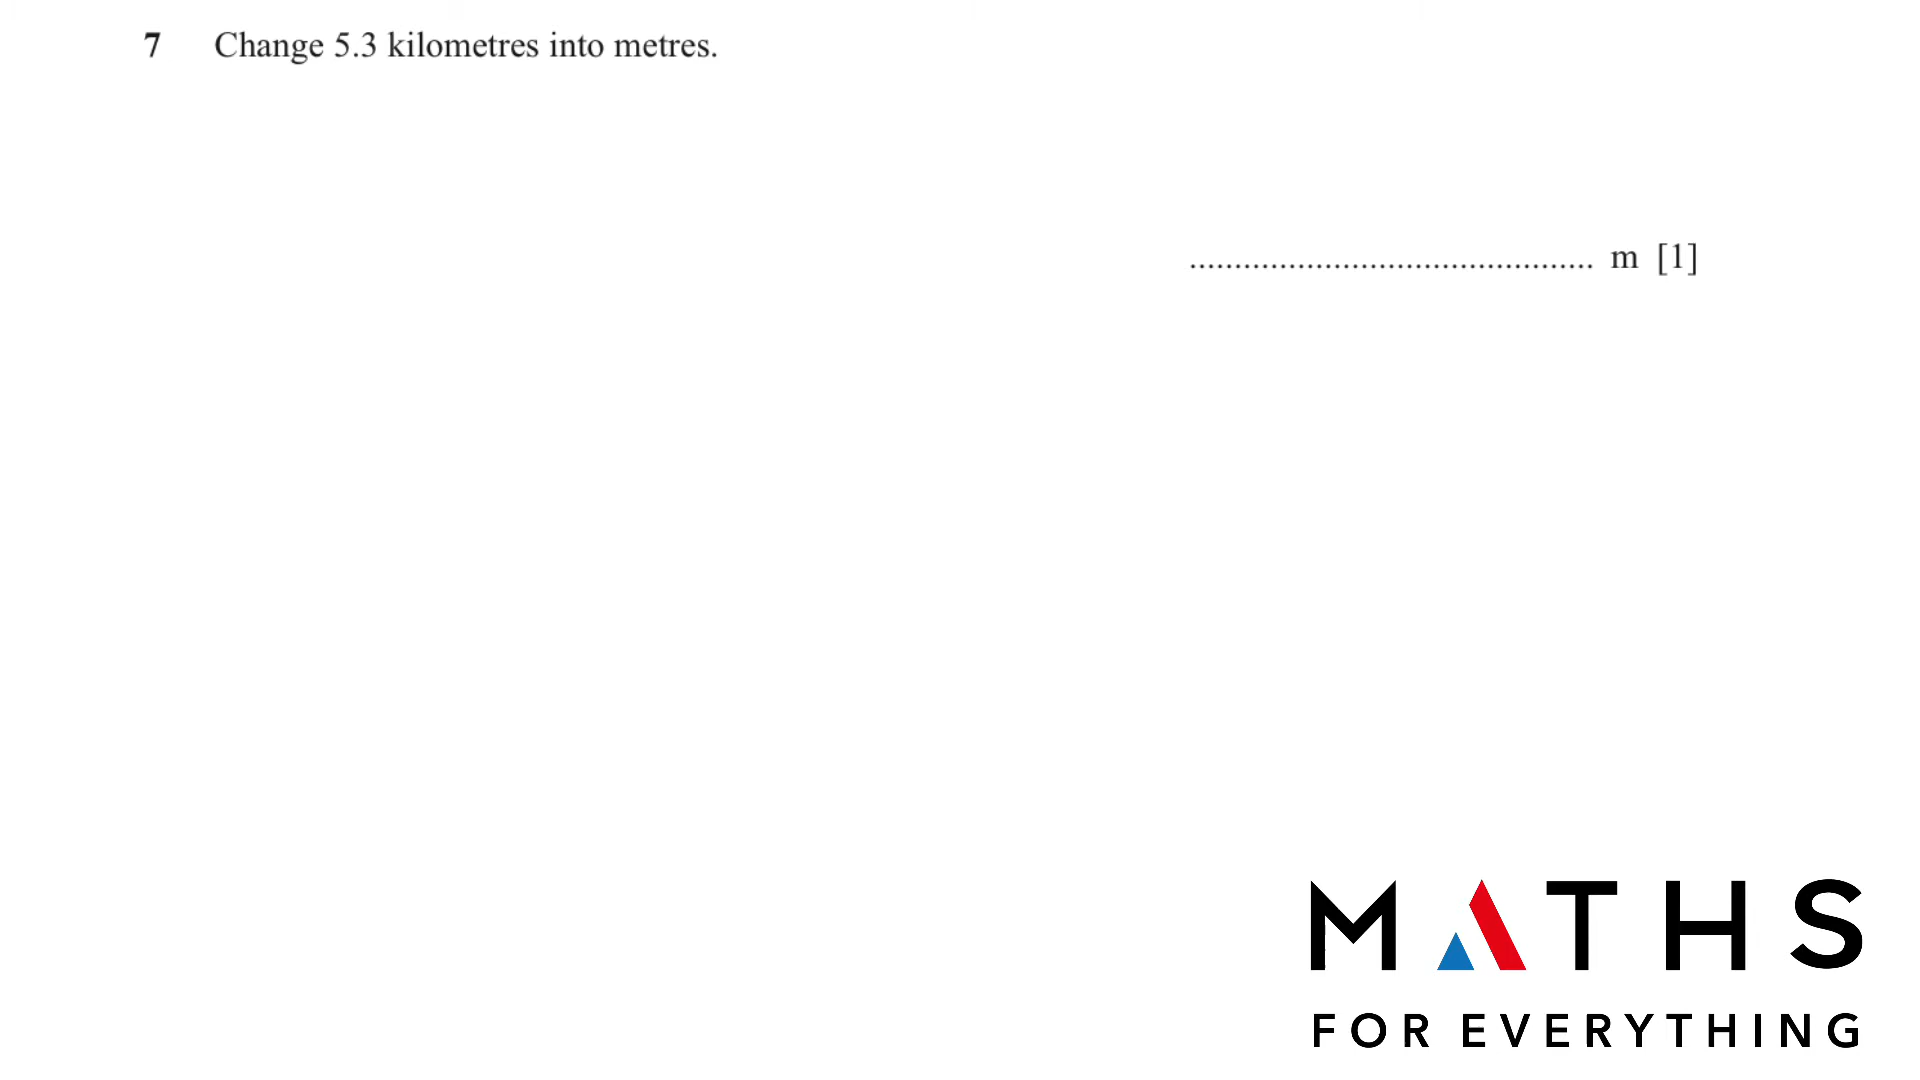 7 Change 5.3 kilometres into metres.
............................................. m [1]
MATHS
FOR EVERYTHING